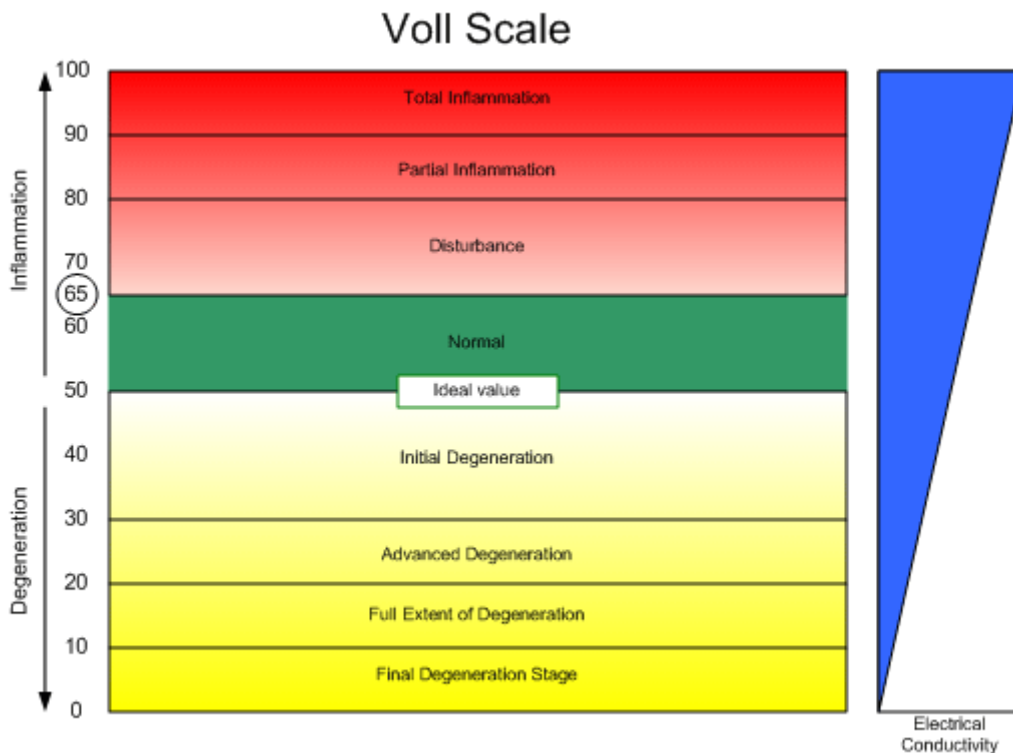 Voll Scale
100
Total Inflammation
90
Partial Inflammation
80
Disturbance
70
65
60
Normal
50
Ideal value
40
Initial Degeneration
30
Advanced Degeneration
20
Full Extent of Degeneration
10
Final Degeneration Stage
0
Inflammation
Degeneration
Electrical
Conductivity